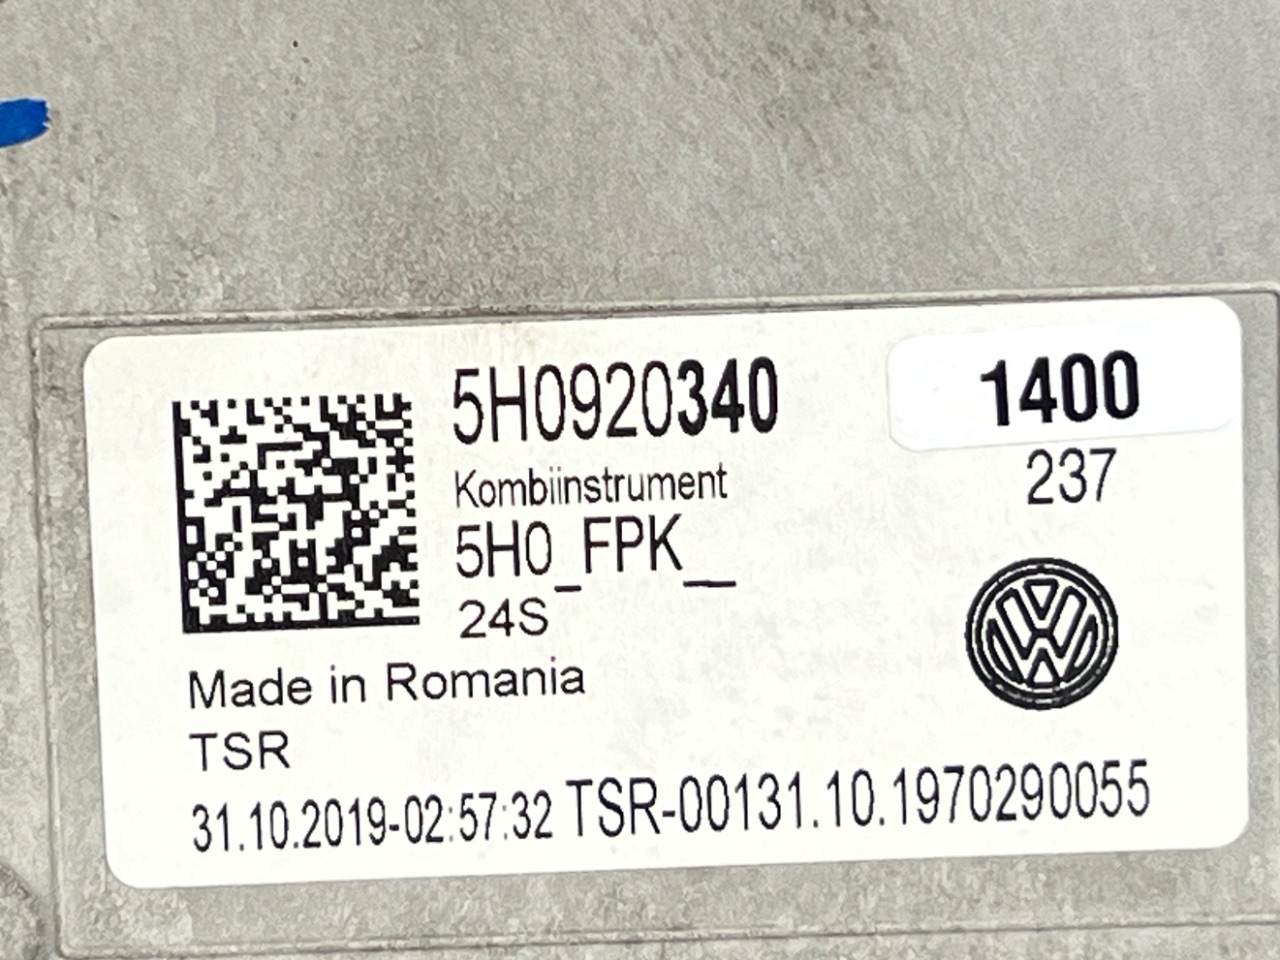 5H0920340 1400
Kombiinstrument 237
5H0_FPK__
24S
Made in Romania
TSR
31.10.2019-02:57:32 TSR-00131.10.1970290055